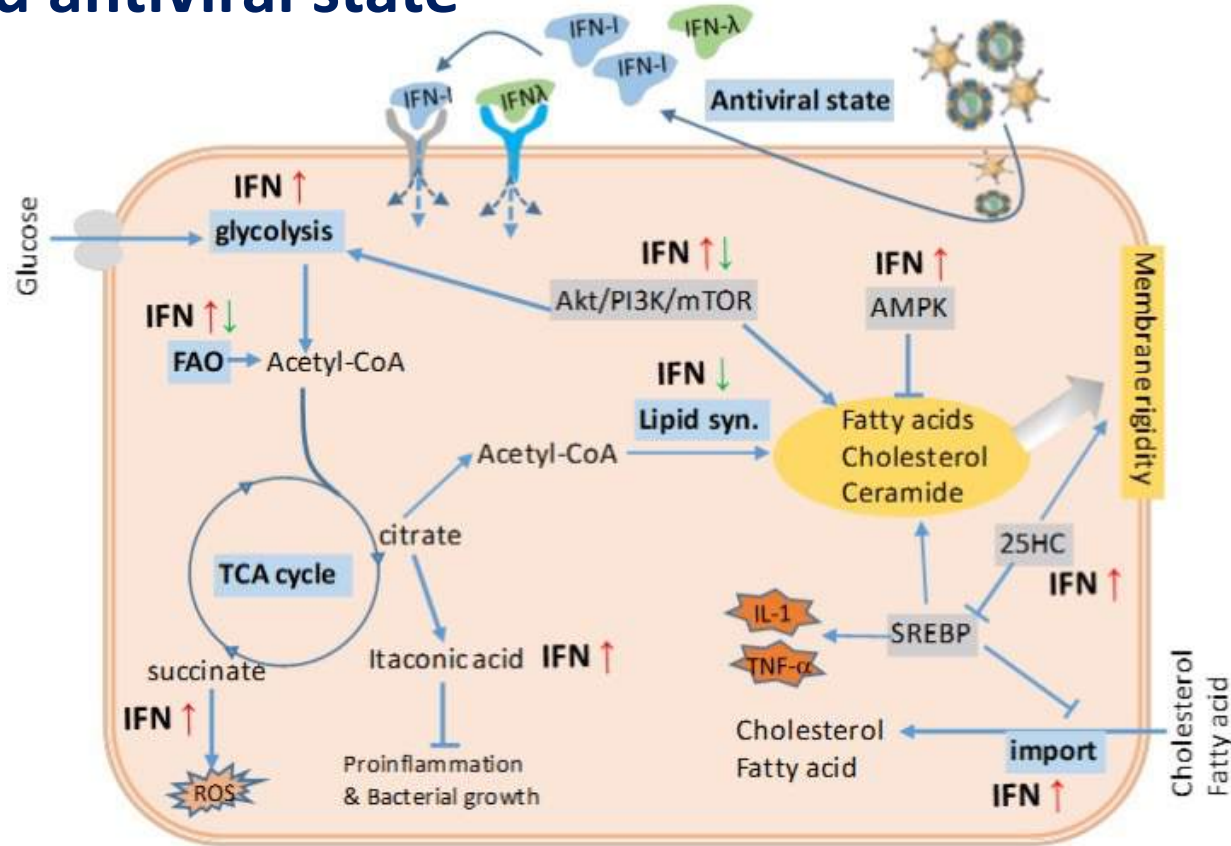 d antiviral state
IFN-I
IFN-λ
IFN-I
IFN-I
IFNλ
Antiviral state
IFN ↑
glycolysis
Glucose
IFN ↑↓
Akt/PI3K/mTOR
IFN ↑
AMPK
Membrane rigidity
IFN ↑↓
FAO
Acetyl-CoA
IFN ↓
Lipid syn.
Fatty acids
Cholesterol
Ceramide
Acetyl-CoA
citrate
TCA cycle
25HC
IFN ↑
IL-1
TNF-α
SREBP
Itaconic acid IFN ↑
succinate
IFN ↑
ROS
Proinflammation
& Bacterial growth
Cholesterol
Fatty acid
import
IFN ↑
Cholesterol
Fatty acid